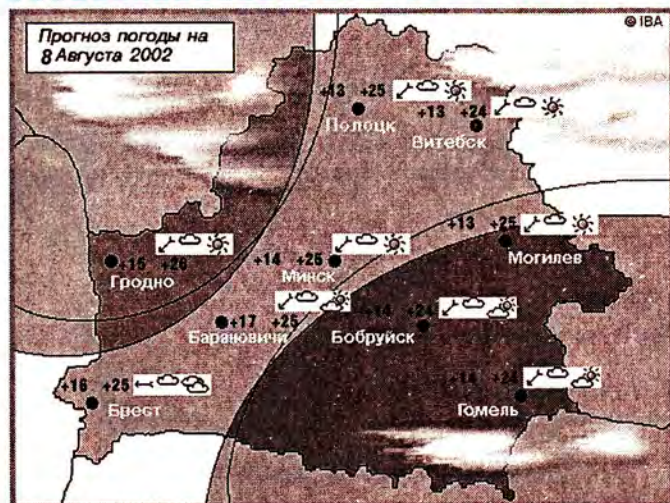 Прогноз погоды на
8 Августа 2002
© IBA
+13 +25
Полоцк
+13 +24
Витебск
+13 +25
Могилев
+15 +26
Гродно
+14 +25
Минск
+17 +25
Барановичи
+14 +24
Бобруйск
+16 +25
Брест
+14 +24
Гомель